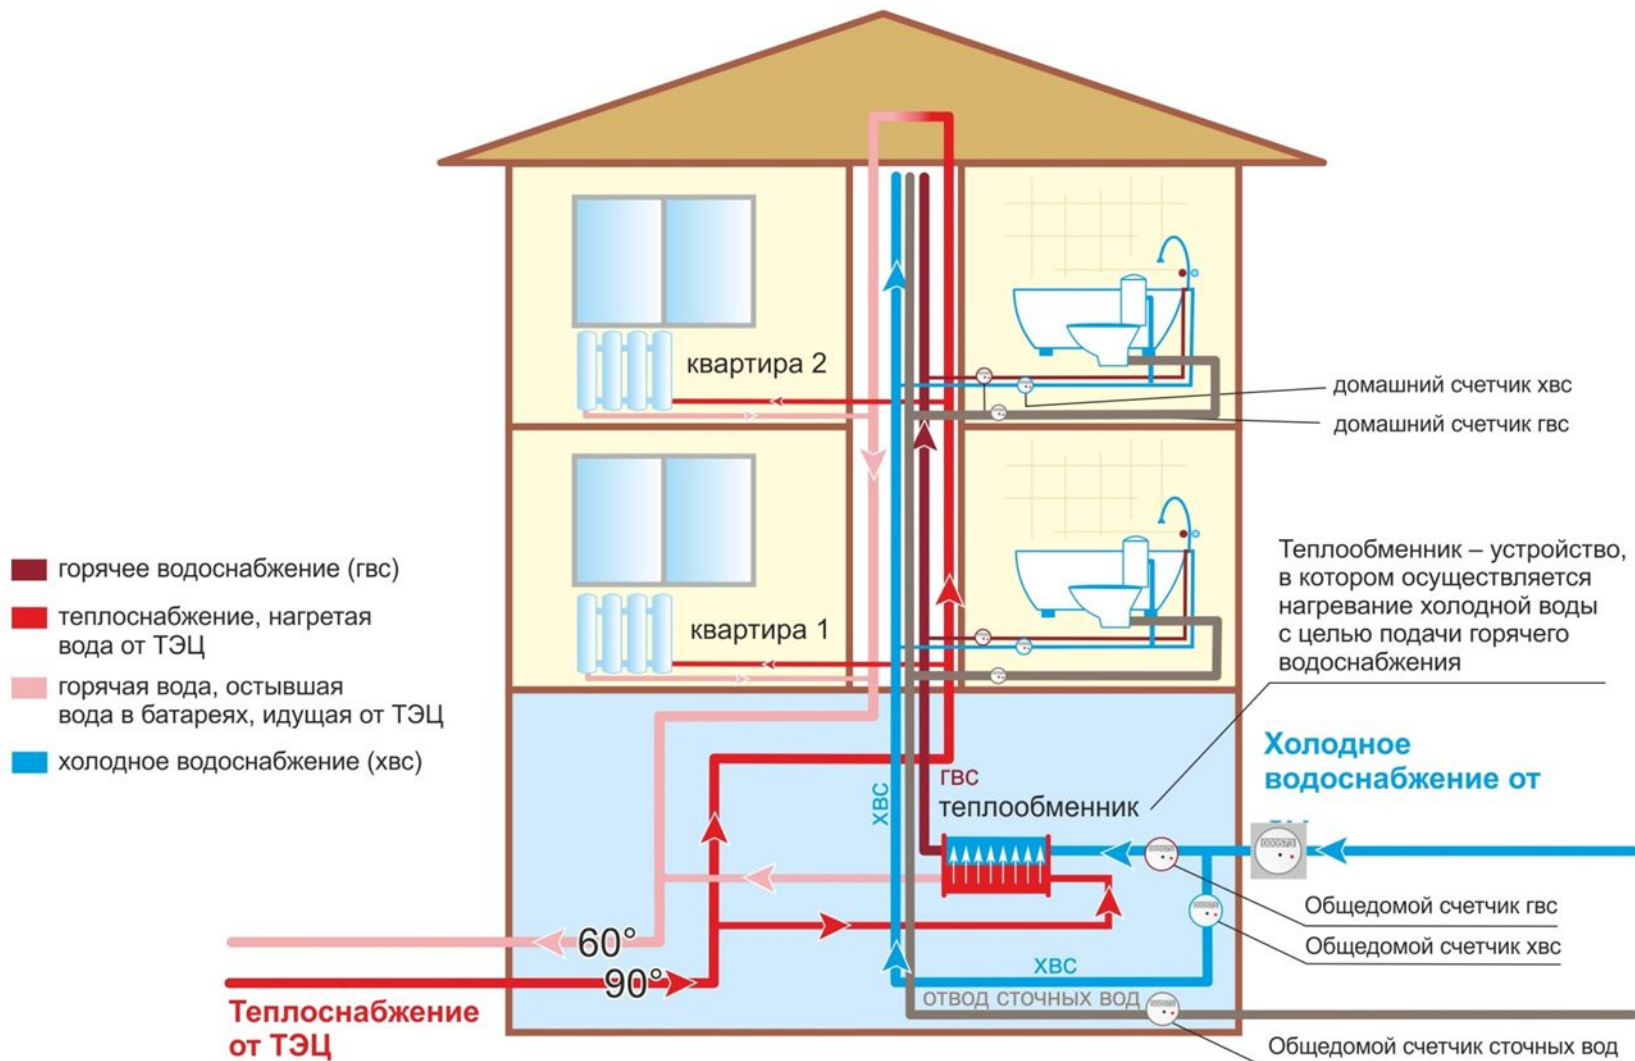 квартира 2
домашний счетчик хвс
домашний счетчик гвс
квартира 1
горячее водоснабжение (гвс)
теплоснабжение, нагретая
вода от ТЭЦ
горячая вода, остывшая
вода в батареях, идущая от ТЭЦ
холодное водоснабжение (хвс)
Теплообменник – устройство,
в котором осуществляется
нагревание холодной воды
с целью подачи горячего
водоснабжения
Холодное
водоснабжение от
гвс
теплообменник
хвс
Общедомой счетчик гвс
Общедомой счетчик хвс
60°
90°
хвс
отвод сточных вод
Теплоснабжение
от ТЭЦ
Общедомой счетчик сточных вод